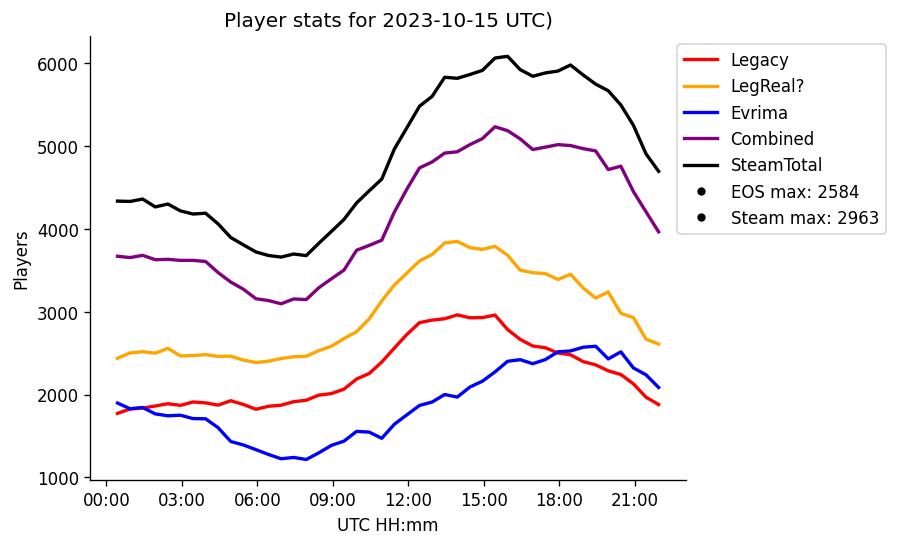 Player stats for 2023-10-15 UTC)
Players
6000
5000
4000
3000
2000
1000
00:00 03:00 06:00 09:00 12:00 15:00 18:00 21:00
UTC HH:mm
Legacy
LegReal?
Evrima
Combined
SteamTotal
EOS max: 2584
Steam max: 2963